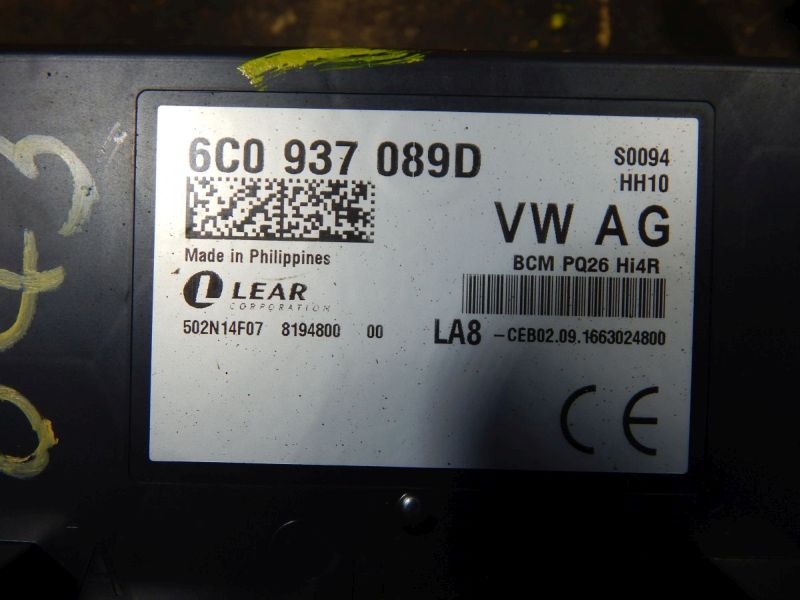 6C0 937 089D
S0094
HH10
VW AG
Made in Philippines
BCM PQ26 Hi4R
LEAR
CORPORATION
502N14F07 8194800 00
LA8 -CEB02.09.1663024800
CE